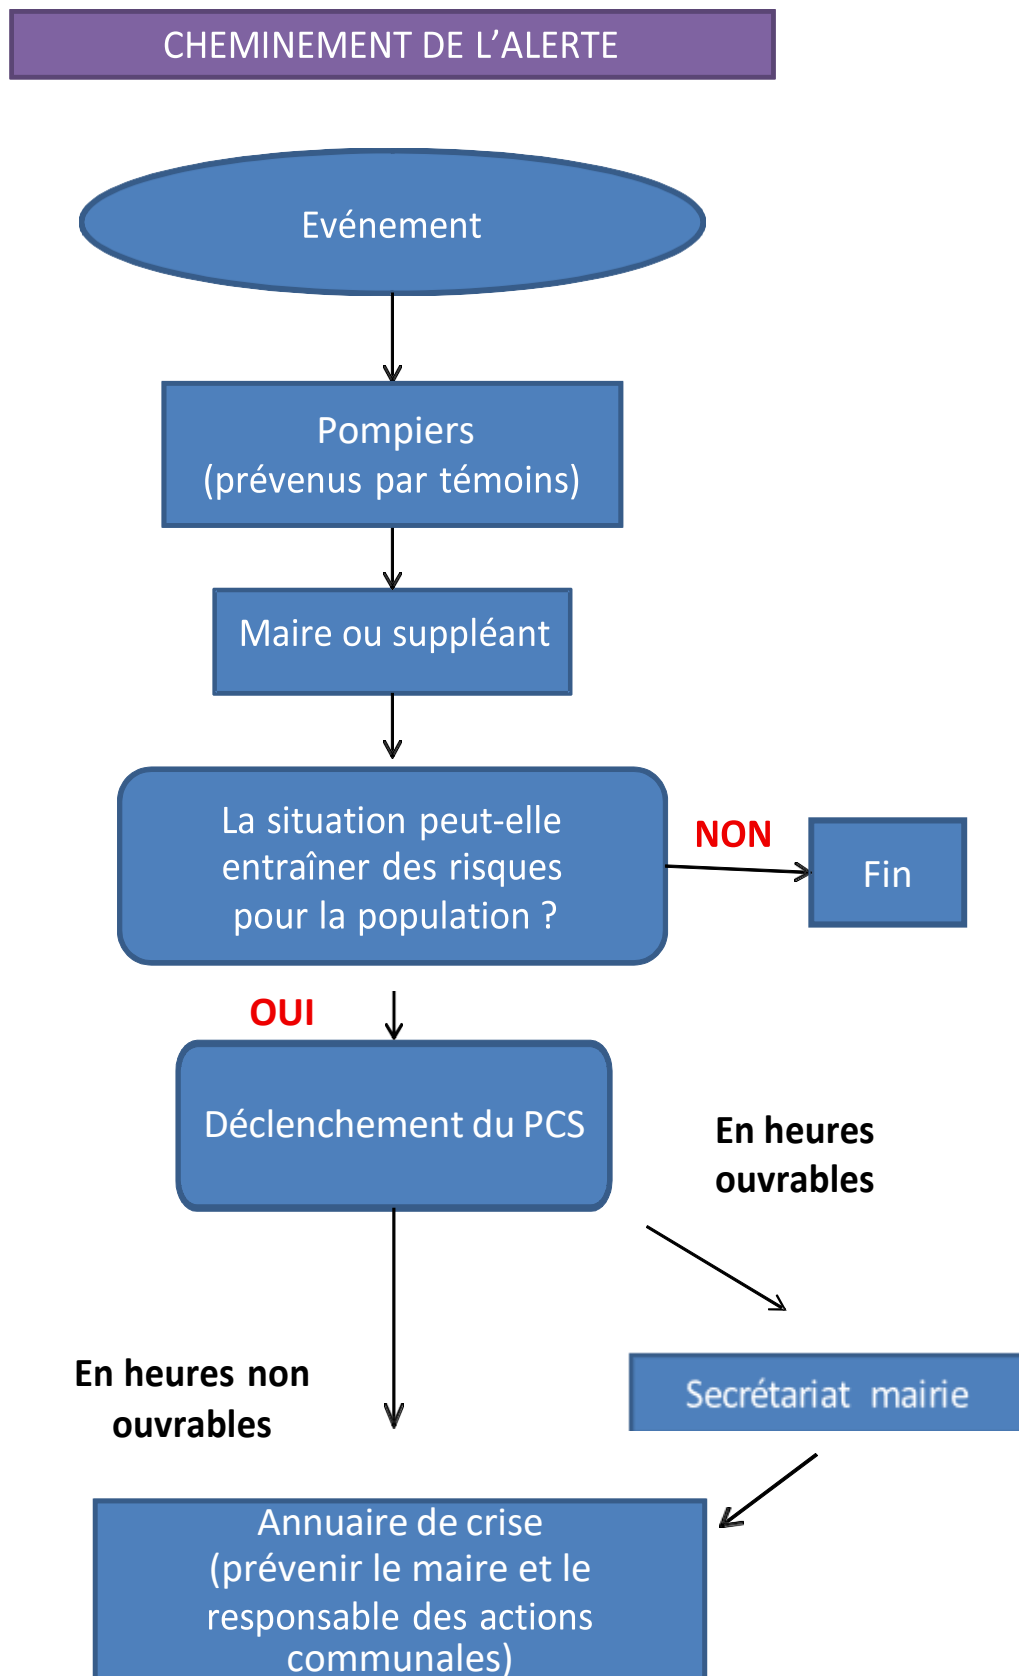 CHEMINEMENT DE L’ALERTE
Evénement
Pompiers
(prévenus par témoins)
Maire ou suppléant
La situation peut-elle
entraîner des risques
pour la population ?
NON
Fin
OUI
Déclenchement du PCS
En heures
ouvrables
En heures non
ouvrables
Secrétariat mairie
Annuaire de crise
(prévenir le maire et le
responsable des actions
communales)